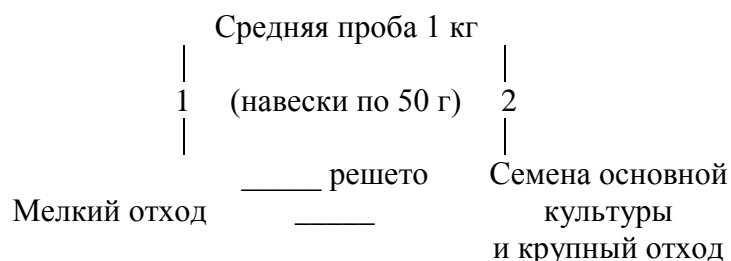 Средняя проба 1 кг
1 (навески по 50 г) 2
_____ решето Семена основной
Мелкий отход _____ культуры
и крупный отход